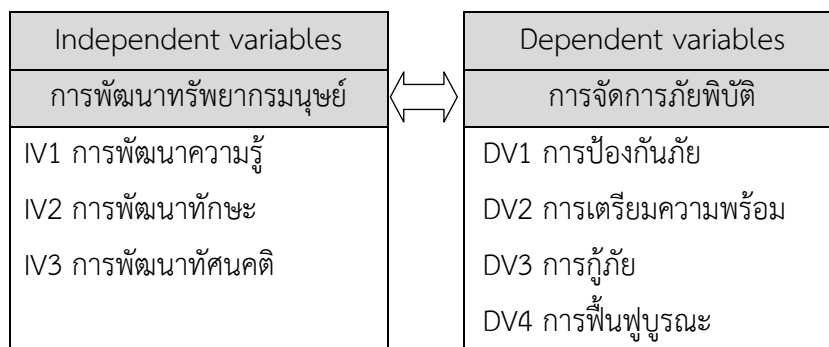 Independent variables
การพัฒนาทรัพยากรมนุษย์
IV1 การพัฒนาความรู้
IV2 การพัฒนาทักษะ
IV3 การพัฒนาทัศนคติ
Dependent variables
การจัดการภัยพิบัติ
DV1 การป้องกันภัย
DV2 การเตรียมความพร้อม
DV3 การกู้ภัย
DV4 การฟื้นฟูบูรณะ